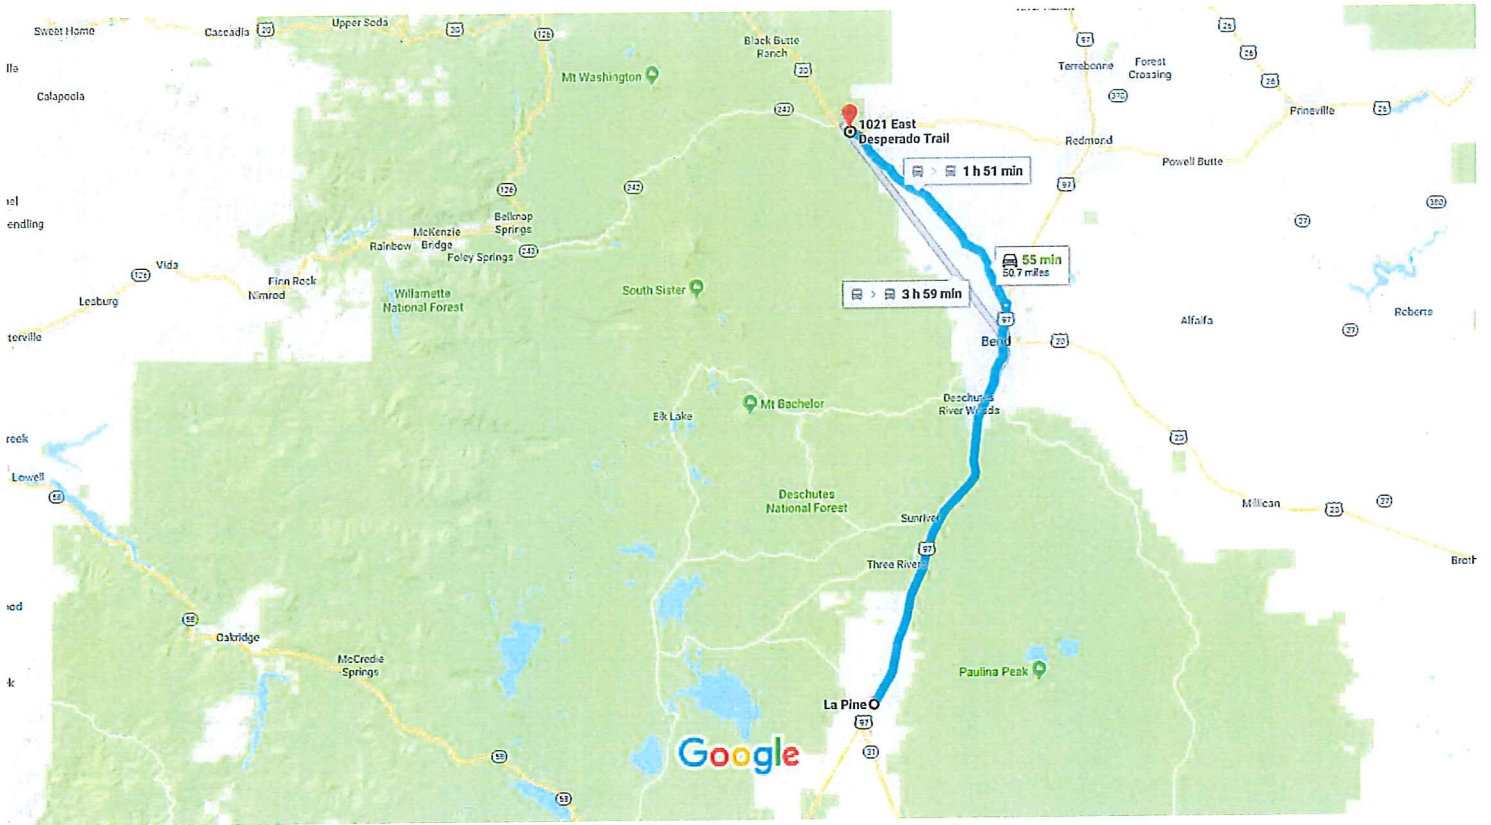 Sweet Home
Cascadia
20
Upper Soda
20
126
Black Butte
Ranch
20
97
26
26
26
Terrebonne
Forest
Crossing
370
Prineville
26
Mt Washington
Calapooia
242
1021 East
Desperado Trail
Redmond
Powell Butte
1 h 51 min
97
126
242
380
27
endling
Belknap
Springs
McKenzie
Bridge
Rainbow
Foley Springs
242
126
Vida
Finn Rock
Nimrod
Leaburg
Willamette
National Forest
South Sister
55 min
50.7 miles
3 h 59 min
97
Alfalfa
Roberts
27
terville
Bend
20
Mt Bachelor
Elk Lake
Deschutes
River Woods
20
reek
Lowell
58
Deschutes
National Forest
Sunriver
Millican
20
27
97
Three Rivers
Broth
58
Oakridge
McCredie
Springs
Paulina Peak
La Pine
97
31
Google
58
58